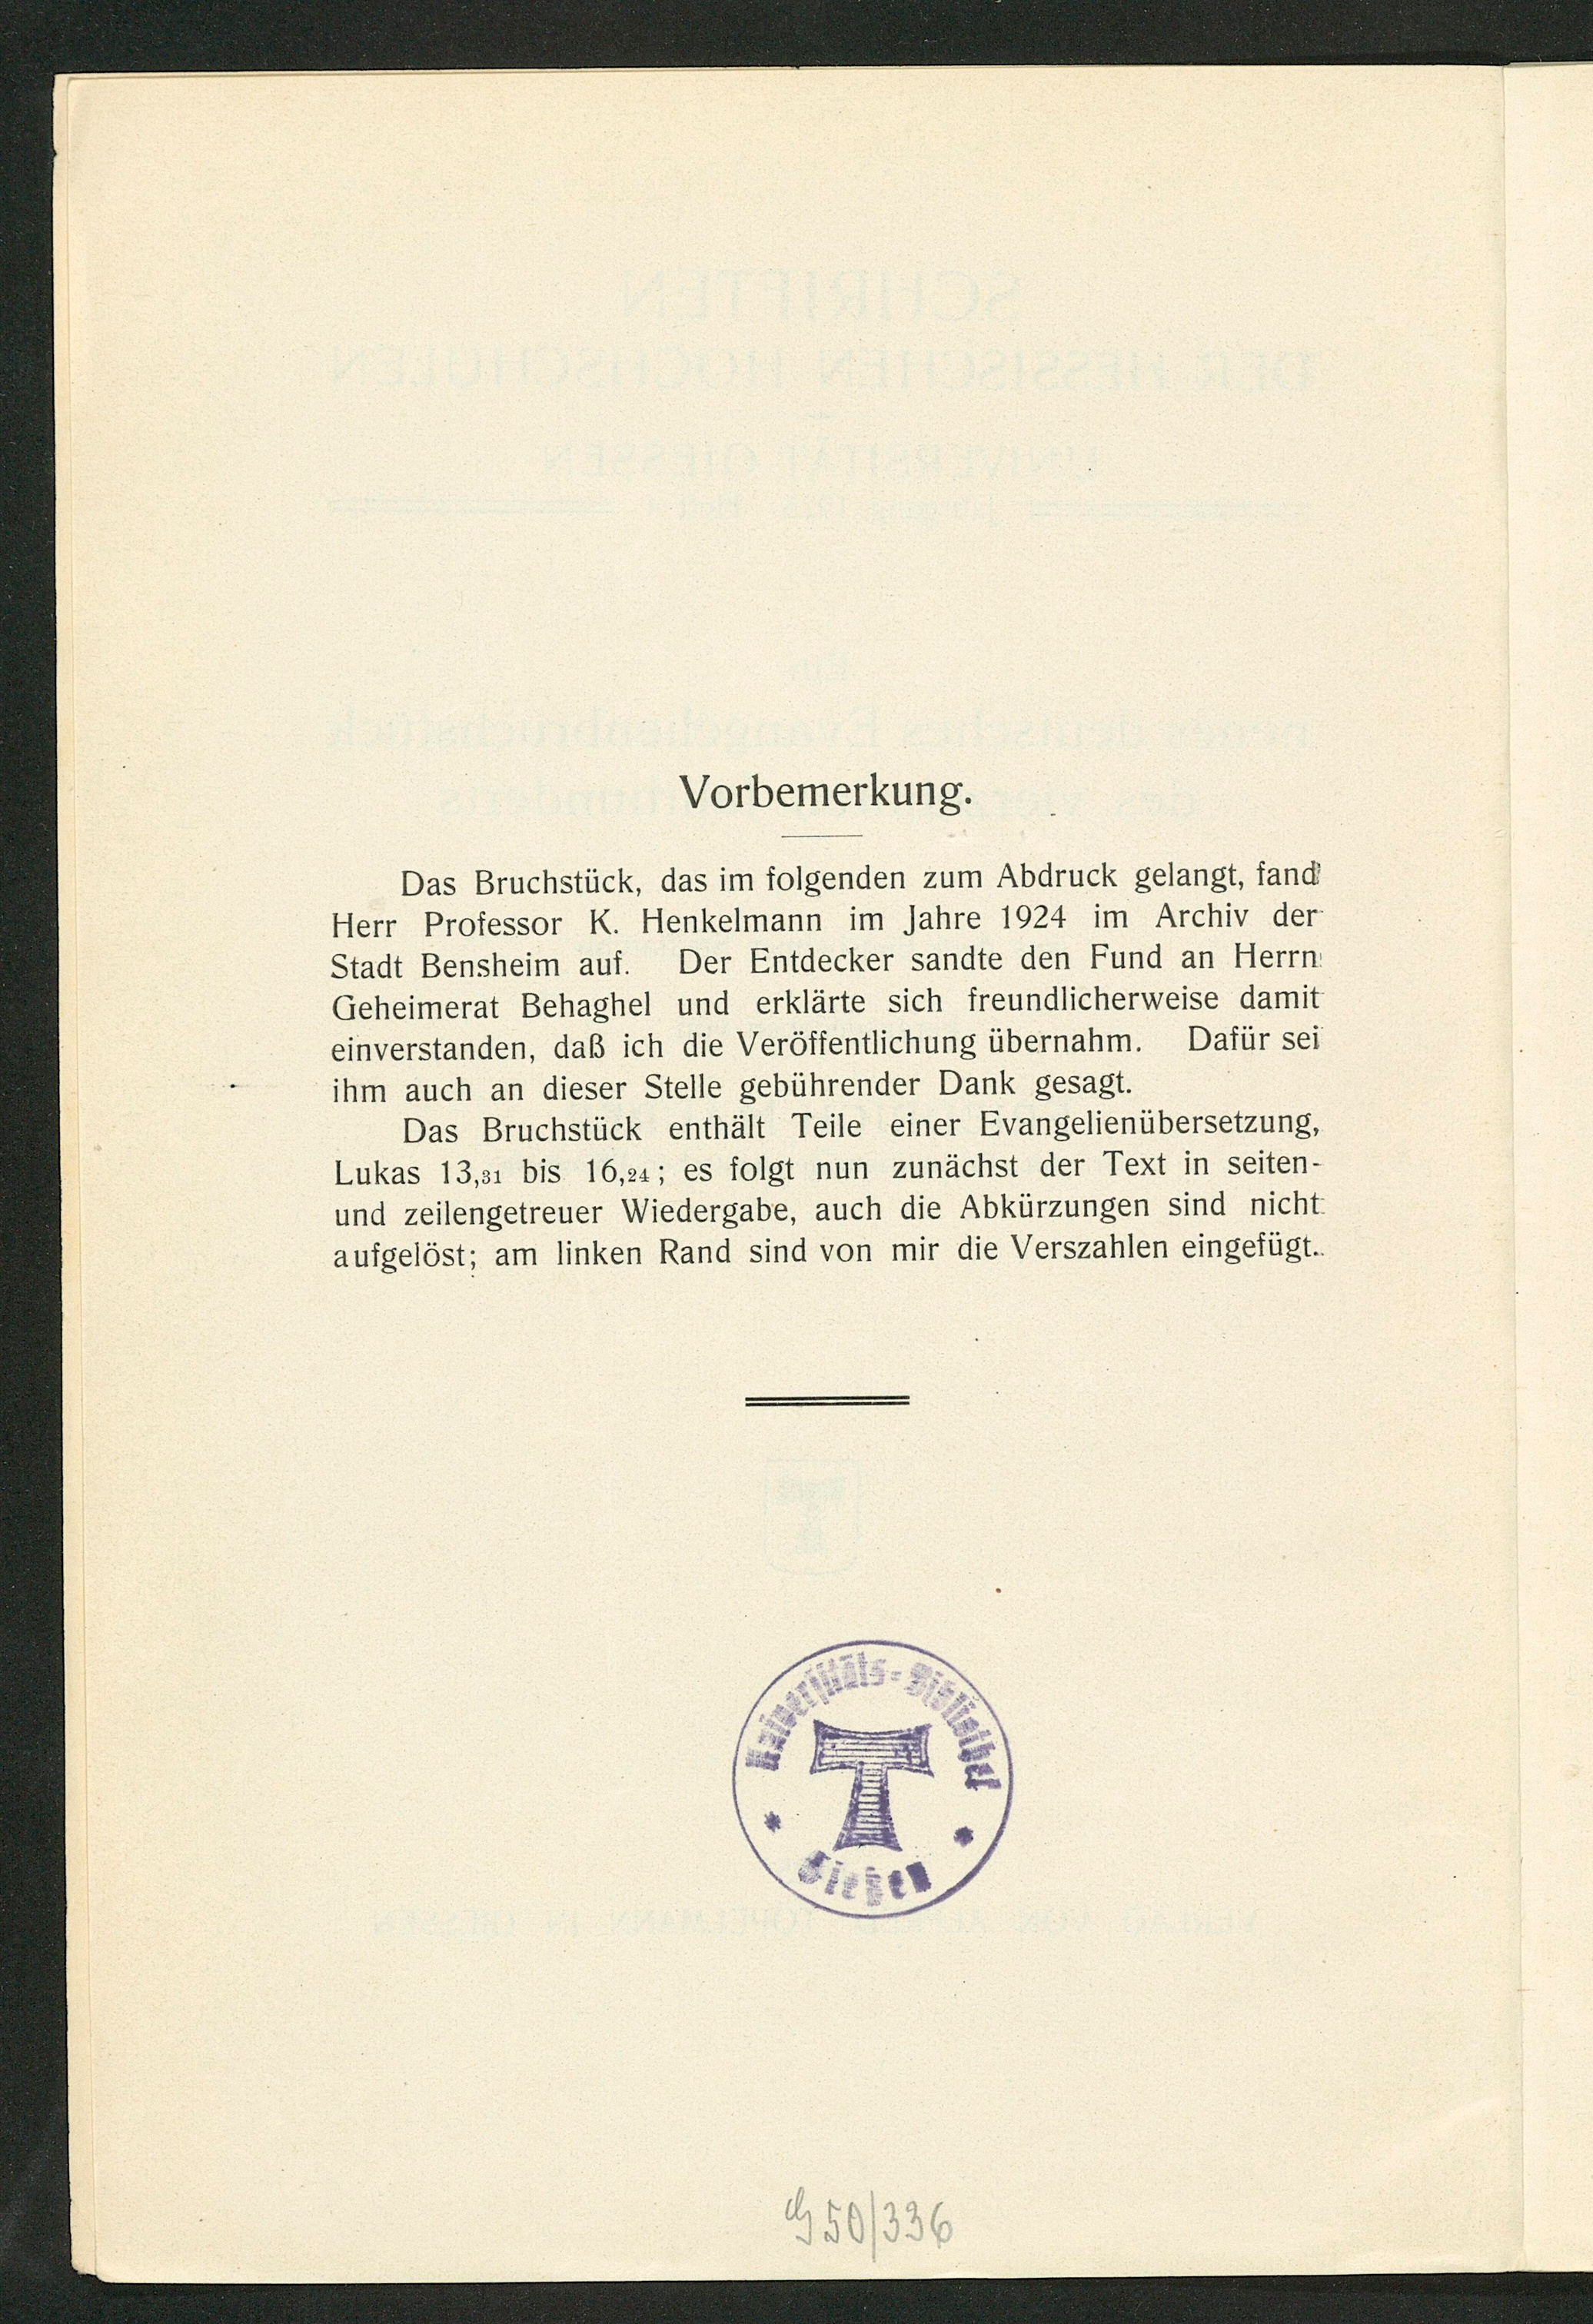 Vorbemerkung.
Das Bruchstück, das im folgenden zum Abdruck gelangt, fand
Herr Professor K. Henkelmann im Jahre 1924 im Archiv der
Stadt Bensheim auf. Der Entdecker sandte den Fund an Herrn
Geheimerat Behaghel und erklärte sich freundlicherweise damit
einverstanden, daß ich die Veröffentlichung übernahm. Dafür sei
ihm auch an dieser Stelle gebührender Dank gesagt.
Das Bruchstück enthält Teile einer Evangelienübersetzung,
Lukas 13,31 bis 16,24; es folgt nun zunächst der Text in seiten-
und zeilengetreuer Wiedergabe, auch die Abkürzungen sind nicht
aufgelöst; am linken Rand sind von mir die Verszahlen eingefügt.
Universitäts-Bibliothek
Gießen
G 50/336